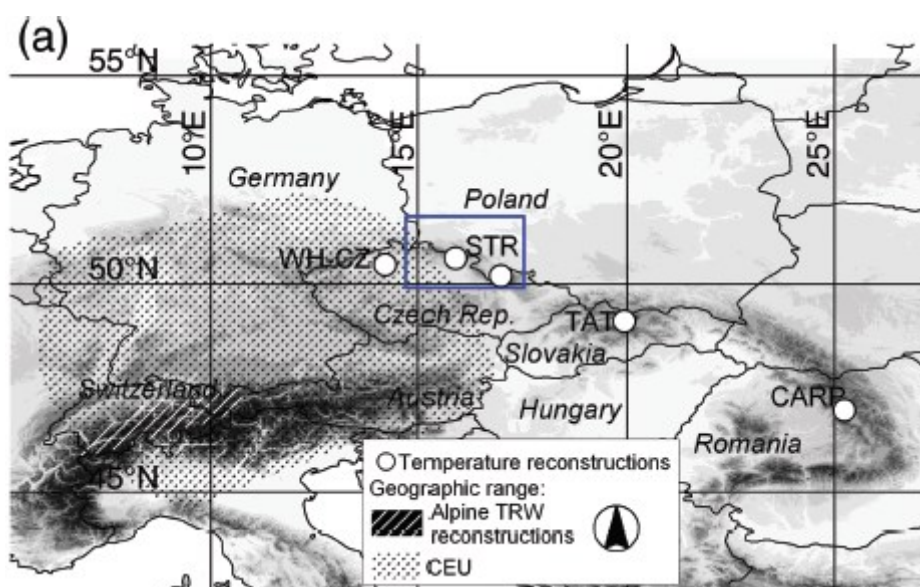 (a)
55°N
10°E
15°E
20°E
25°E
Germany
Poland
WH-CZ
STR
50°N
Czech Rep.
TAT
Slovakia
Switzerland
Austria
Hungary
CARP
Romania
45°N
Temperature reconstructions
Geographic range:
Alpine TRW
reconstructions
CEU